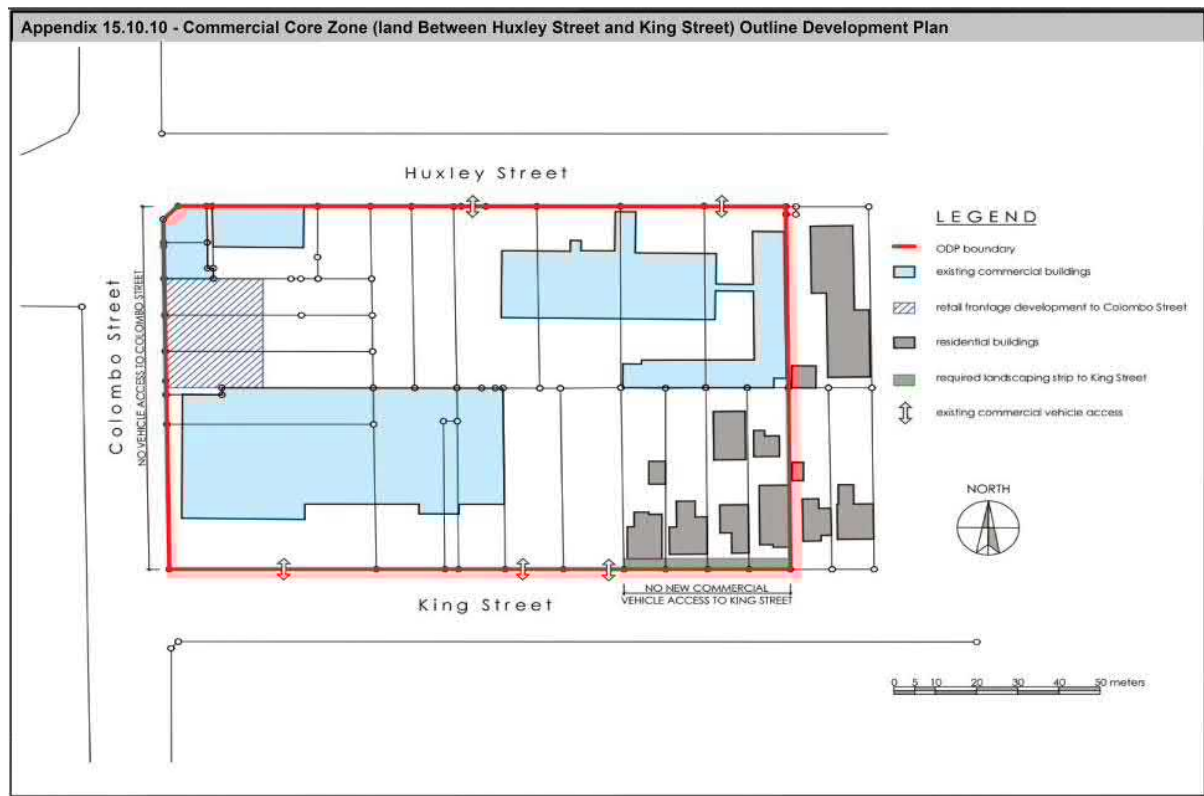 Appendix 15.10.10 - Commercial Core Zone (land Between Huxley Street and King Street) Outline Development Plan
Huxley Street
Colombo Street
NO VEHICLE ACCESS TO COLOMBO STREET
LEGEND
ODP boundary
existing commercial buildings
retail frontage development to Colombo Street
residential buildings
required landscaping strip to King Street
existing commercial vehicle access
NORTH
NO NEW COMMERCIAL
VEHICLE ACCESS TO KING STREET
King Street
0 5 10 20 30 40 50 meters